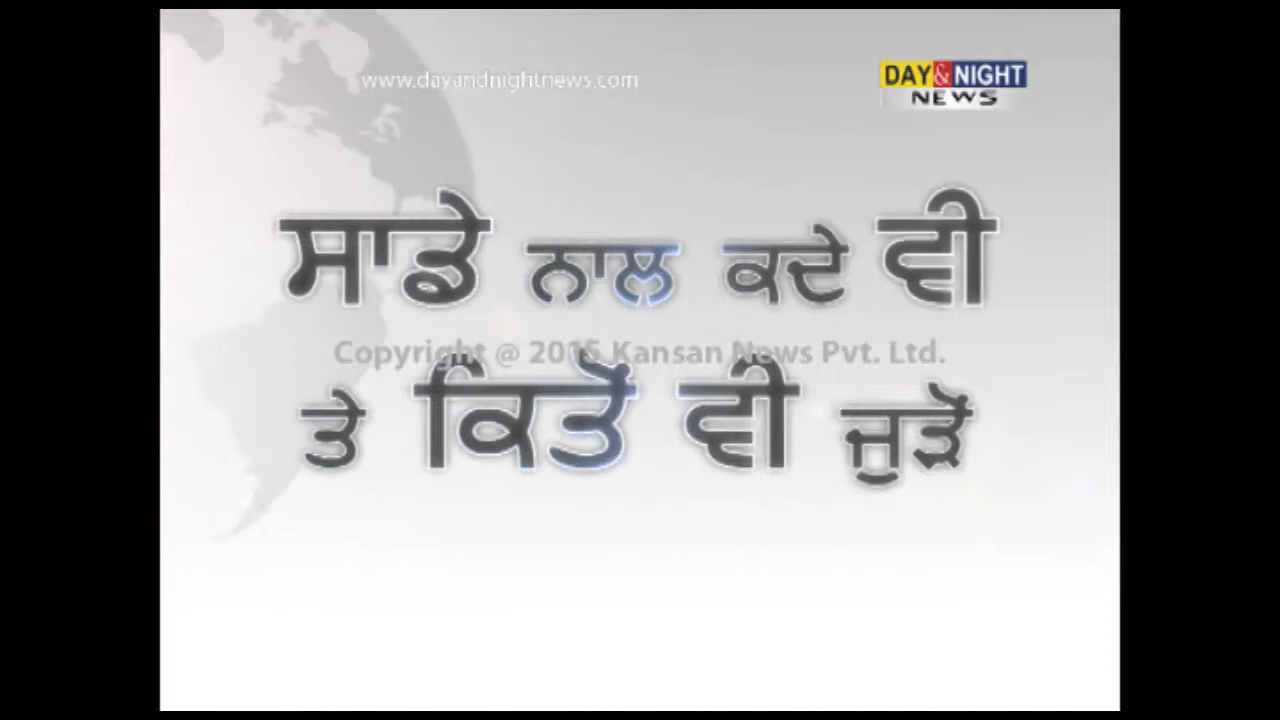 www.dayandnightnews.com
DAY&NIGHT
NEWS
ਸਾਡੇ ਨਾਲ ਕਦੇ ਵੀ
Copyright @ 2015 Kansan News Pvt. Ltd.
ਤੇ ਕਿਤੋਂ ਵੀ ਜੁੜੋਂ